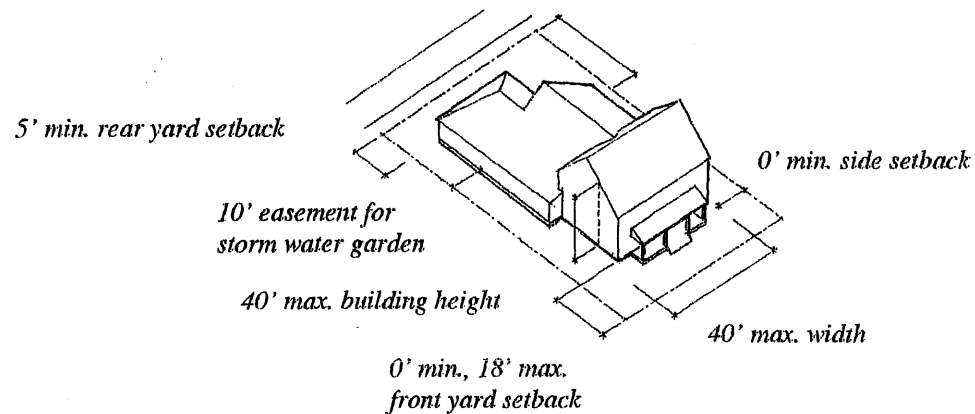 5' min. rear yard setback
0' min. side setback
10' easement for
storm water garden
40' max. building height
40' max. width
0' min., 18' max.
front yard setback